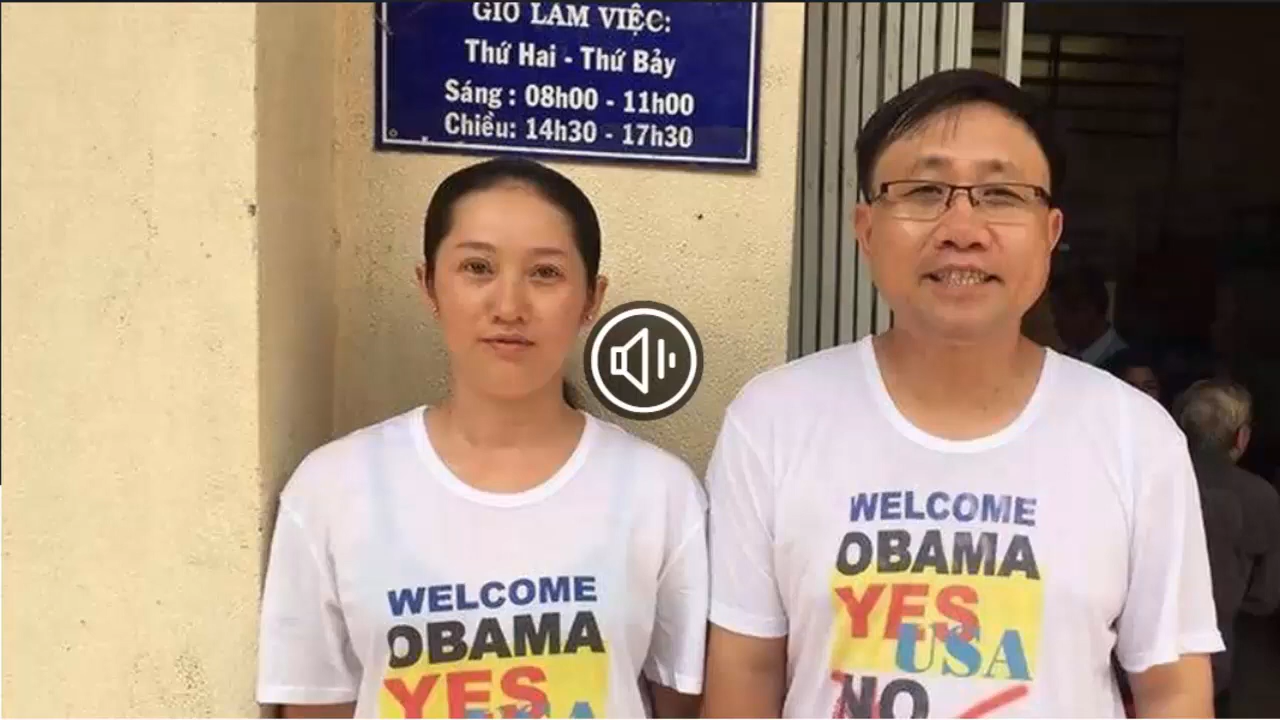 GIỜ LÀM VIỆC:
Thứ Hai - Thứ Bảy
Sáng : 08h00 - 11h00
Chiều: 14h30 - 17h30
WELCOME
OBAMA
YES
USA
WELCOME
OBAMA
YES
USA
NO